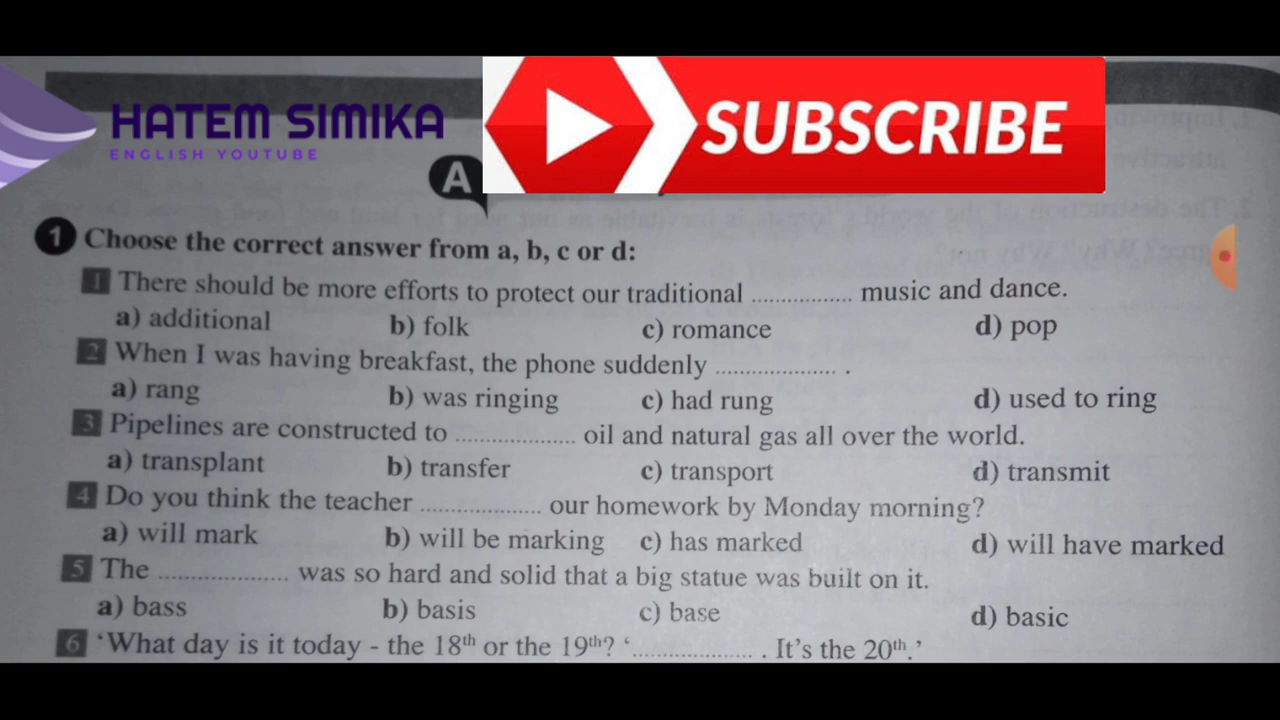 HATEM SIMIKA
ENGLISH YOUTUBE
SUBSCRIBE
A
1 Choose the correct answer from a, b, c or d:
1 There should be more efforts to protect our traditional ................ music and dance.
a) additional b) folk c) romance d) pop
2 When I was having breakfast, the phone suddenly ................... .
a) rang b) was ringing c) had rung d) used to ring
3 Pipelines are constructed to ................... oil and natural gas all over the world.
a) transplant b) transfer c) transport d) transmit
4 Do you think the teacher ................... our homework by Monday morning?
a) will mark b) will be marking c) has marked d) will have marked
5 The .................... was so hard and solid that a big statue was built on it.
a) bass b) basis c) base d) basic
6 ‘What day is it today - the 18th or the 19th? ‘................... . It’s the 20th.’